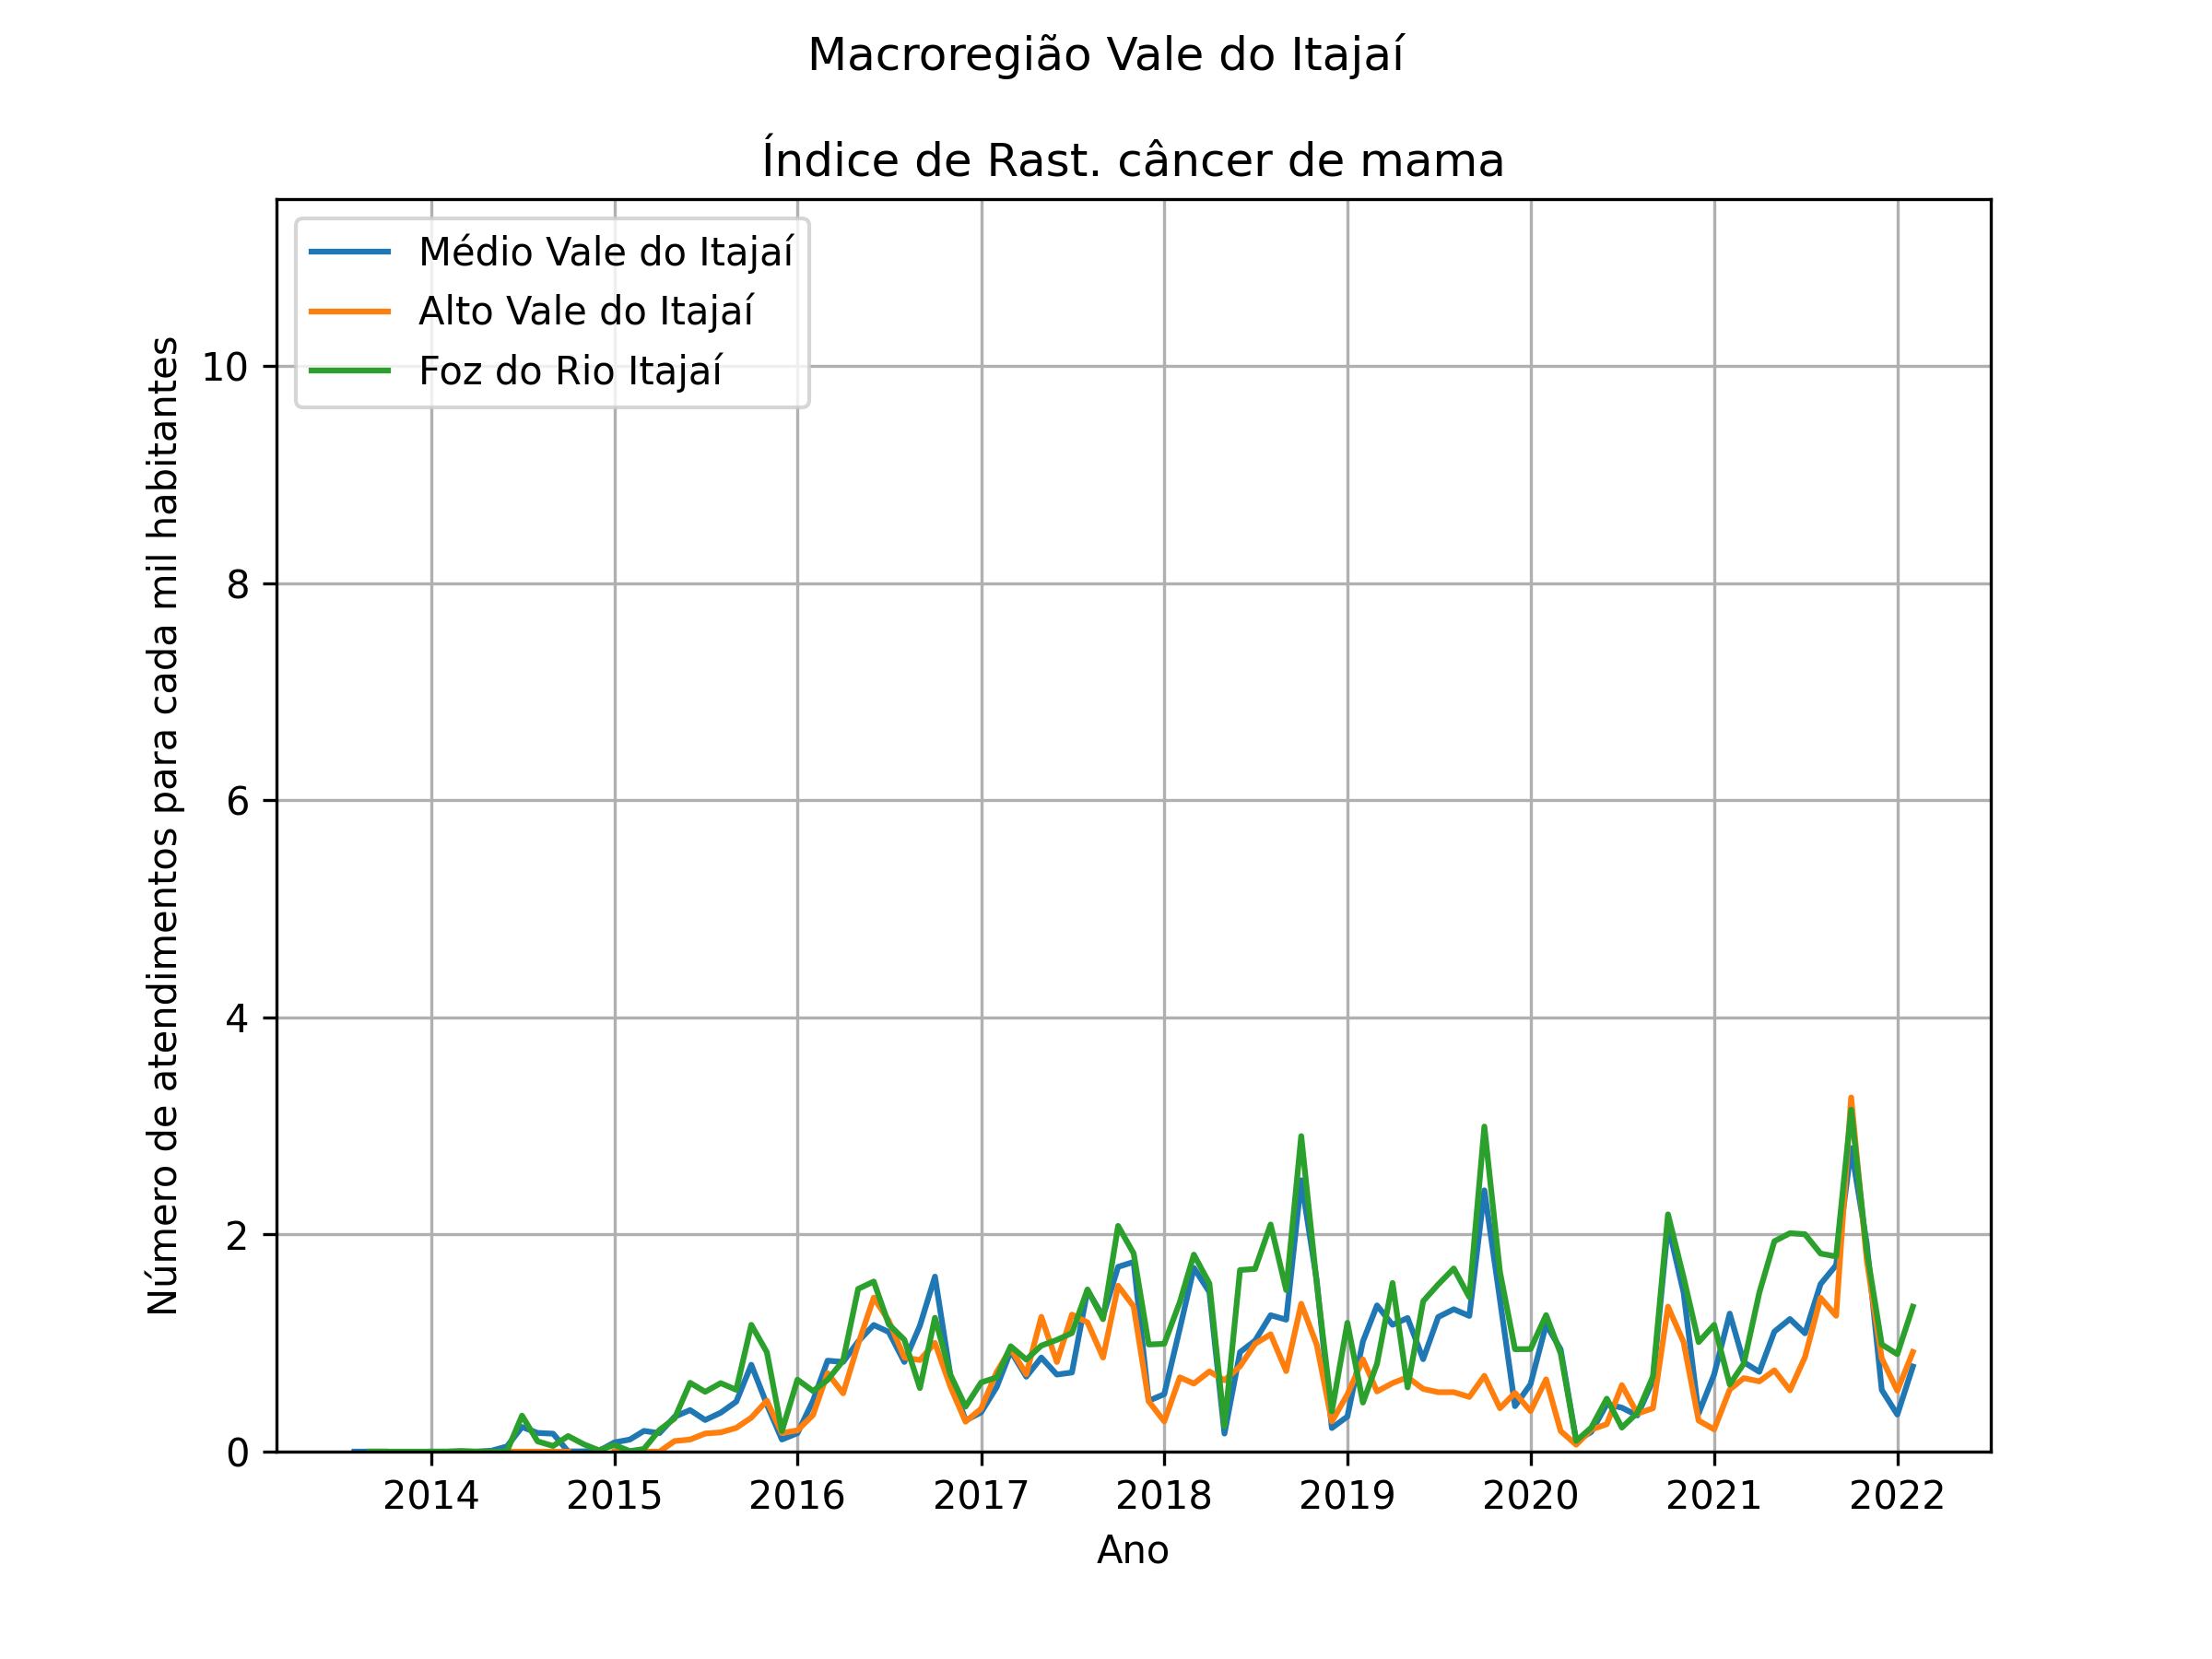 Macroregião Vale do Itajaí
Índice de Rast. câncer de mama
Médio Vale do Itajaí
Alto Vale do Itajaí
Foz do Rio Itajaí
Número de atendimentos para cada mil habitantes
10
8
6
4
2
0
2014 2015 2016 2017 2018 2019 2020 2021 2022
Ano